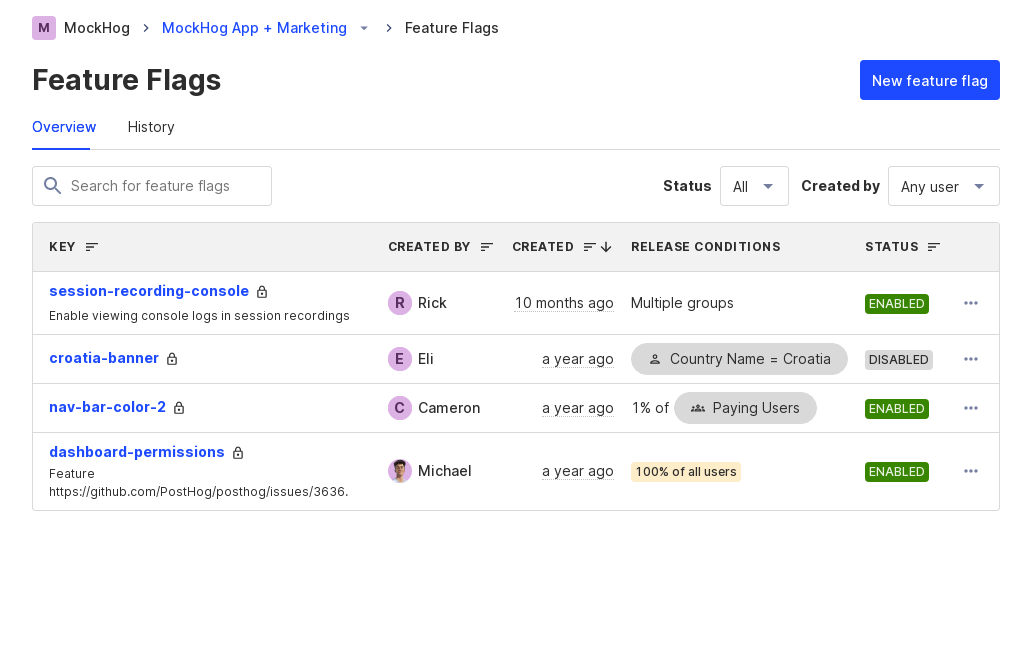 M MockHog MockHog App + Marketing Feature Flags
Feature Flags
New feature flag
Overview History
Search for feature flags Status All Created by Any user
KEY CREATED BY CREATED RELEASE CONDITIONS STATUS
session-recording-console
Enable viewing console logs in session recordings
R Rick 10 months ago Multiple groups ENABLED
croatia-banner E Eli a year ago Country Name = Croatia DISABLED
nav-bar-color-2 C Cameron a year ago 1% of Paying Users ENABLED
dashboard-permissions
Feature
https://github.com/PostHog/posthog/issues/3636.
Michael a year ago 100% of all users ENABLED